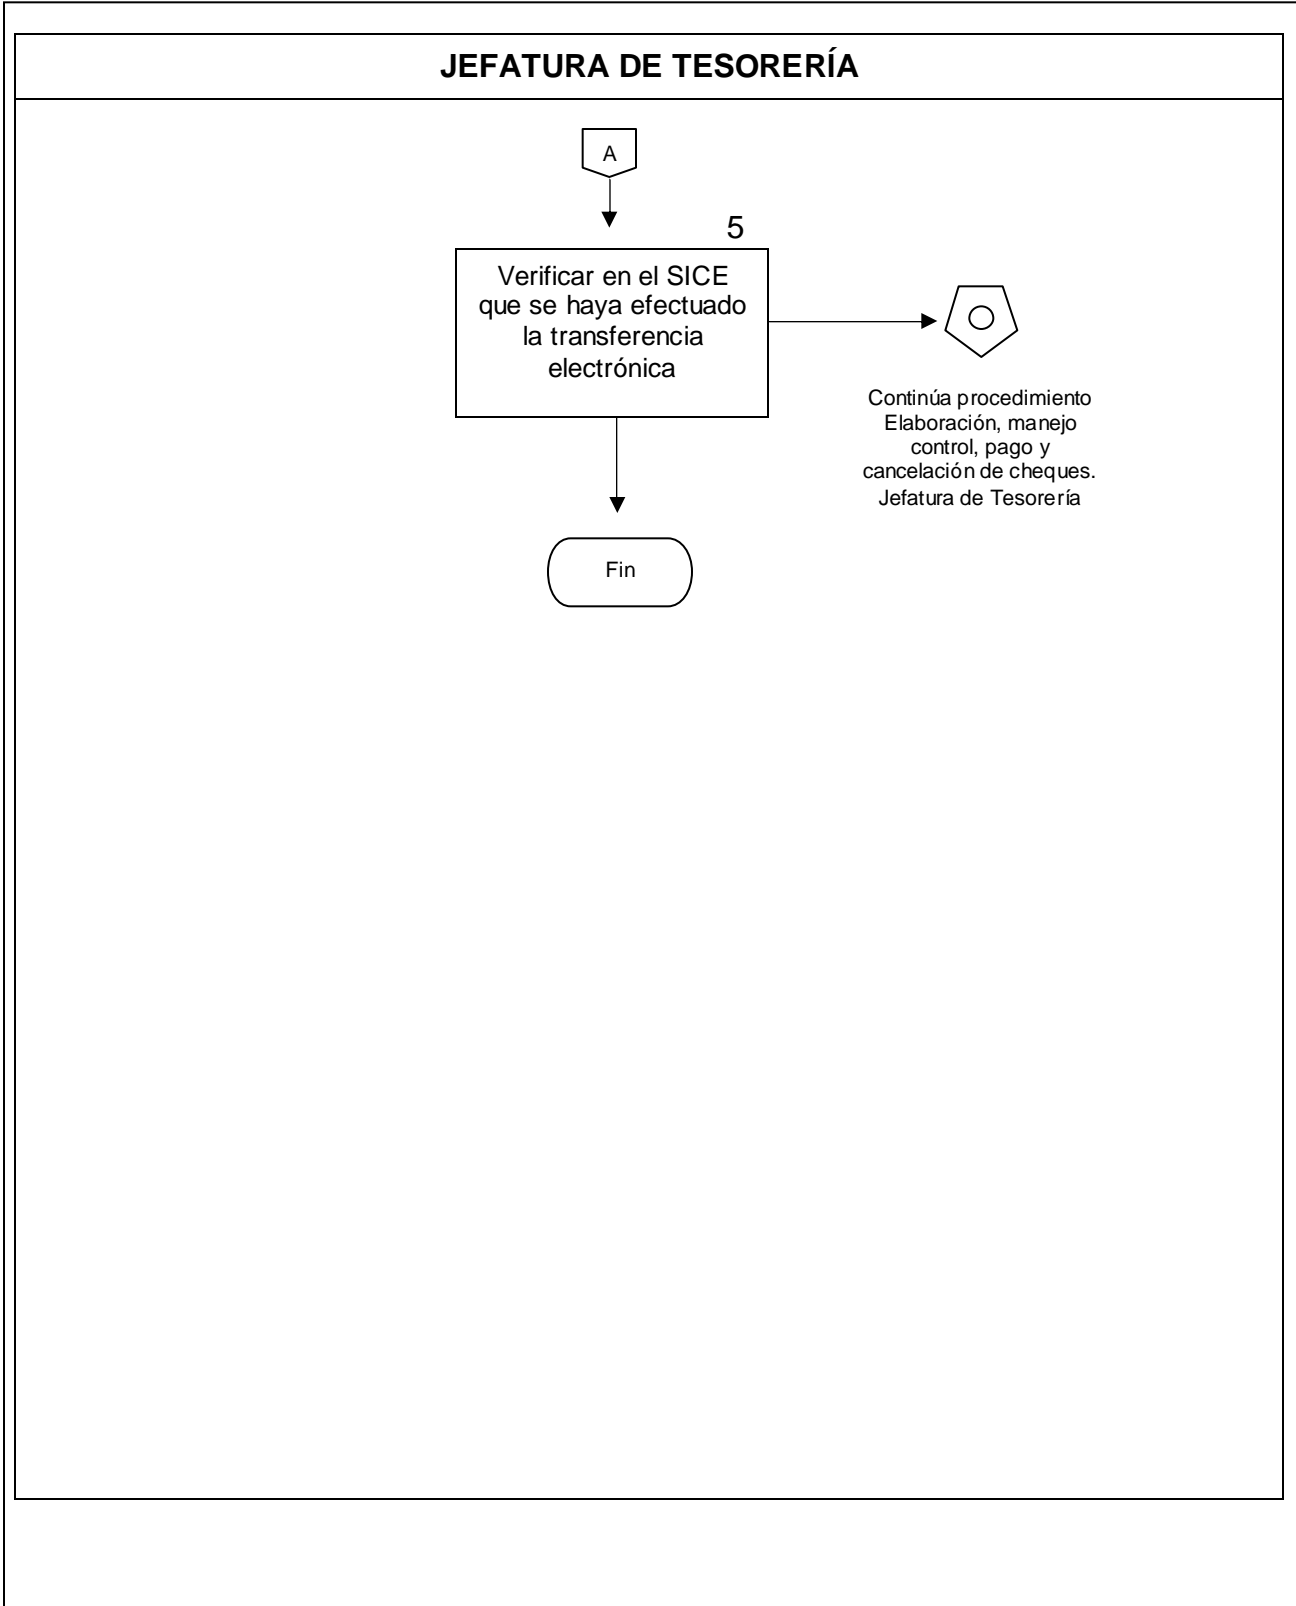 JEFATURA DE TESORERÍA
A
5
Verificar en el SICE
que se haya efectuado
la transferencia
electrónica
Continúa procedimiento
Elaboración, manejo
control, pago y
cancelación de cheques.
Jefatura de Tesorería
Fin